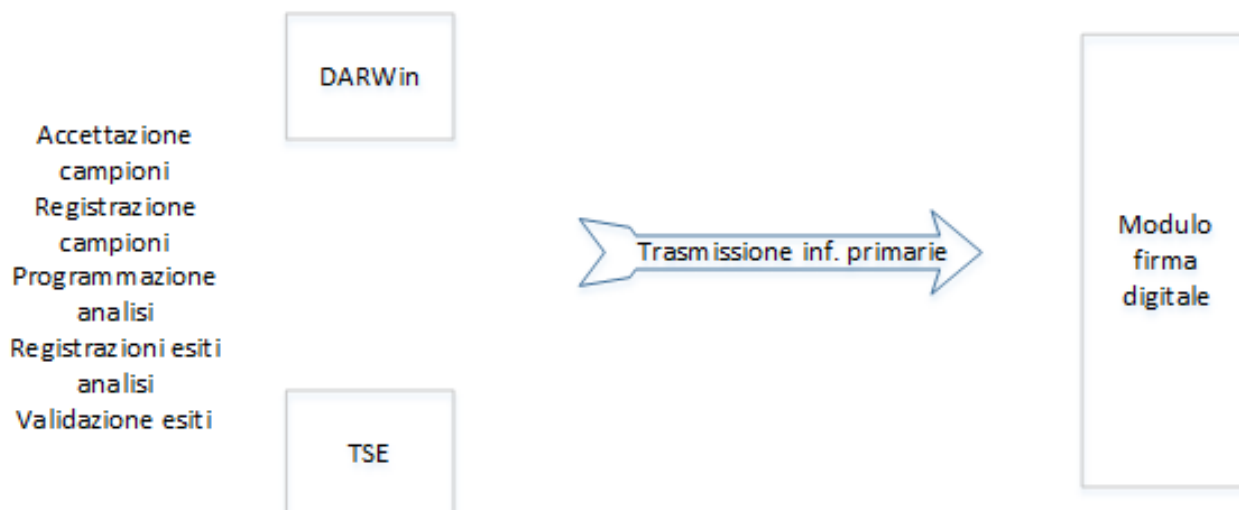 DARWin
Accettazione
campioni
Registrazione
campioni
Programmazione
analisi
Registrazioni esiti
analisi
Validazione esiti
TSE
Trasmissione inf. primarie
Modulo
firma
digitale